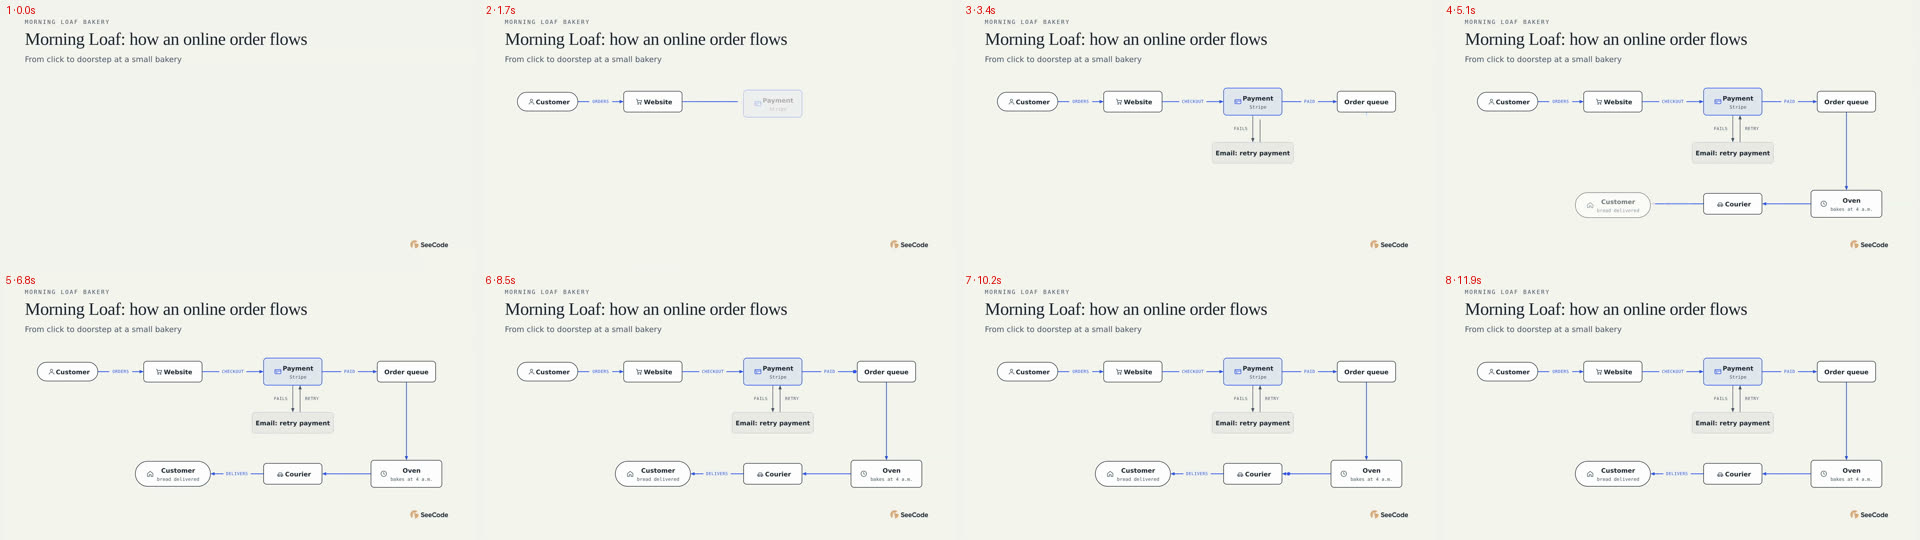 1·0.0s
MORNING LOAF BAKERY
Morning Loaf: how an online order flows
From click to doorstep at a small bakery
SeeCode
2·1.7s
MORNING LOAF BAKERY
Morning Loaf: how an online order flows
From click to doorstep at a small bakery
Customer
ORDERS
Website
Payment
Stripe
SeeCode
3·3.4s
MORNING LOAF BAKERY
Morning Loaf: how an online order flows
From click to doorstep at a small bakery
Customer
ORDERS
Website
CHECKOUT
Payment
Stripe
PAID
Order queue
FAILS
Email: retry payment
SeeCode
4·5.1s
MORNING LOAF BAKERY
Morning Loaf: how an online order flows
From click to doorstep at a small bakery
Customer
ORDERS
Website
CHECKOUT
Payment
Stripe
PAID
Order queue
FAILS
RETRY
Email: retry payment
Customer
bread delivered
Courier
Oven
bakes at 4 a.m.
SeeCode
5·6.8s
MORNING LOAF BAKERY
Morning Loaf: how an online order flows
From click to doorstep at a small bakery
Customer
ORDERS
Website
CHECKOUT
Payment
Stripe
PAID
Order queue
FAILS
RETRY
Email: retry payment
Customer
bread delivered
DELIVERS
Courier
Oven
bakes at 4 a.m.
SeeCode
6·8.5s
MORNING LOAF BAKERY
Morning Loaf: how an online order flows
From click to doorstep at a small bakery
Customer
ORDERS
Website
CHECKOUT
Payment
Stripe
PAID
Order queue
FAILS
RETRY
Email: retry payment
Customer
bread delivered
DELIVERS
Courier
Oven
bakes at 4 a.m.
SeeCode
7·10.2s
MORNING LOAF BAKERY
Morning Loaf: how an online order flows
From click to doorstep at a small bakery
Customer
ORDERS
Website
CHECKOUT
Payment
Stripe
PAID
Order queue
FAILS
RETRY
Email: retry payment
Customer
bread delivered
DELIVERS
Courier
Oven
bakes at 4 a.m.
SeeCode
8·11.9s
MORNING LOAF BAKERY
Morning Loaf: how an online order flows
From click to doorstep at a small bakery
Customer
ORDERS
Website
CHECKOUT
Payment
Stripe
PAID
Order queue
FAILS
RETRY
Email: retry payment
Customer
bread delivered
DELIVERS
Courier
Oven
bakes at 4 a.m.
SeeCode